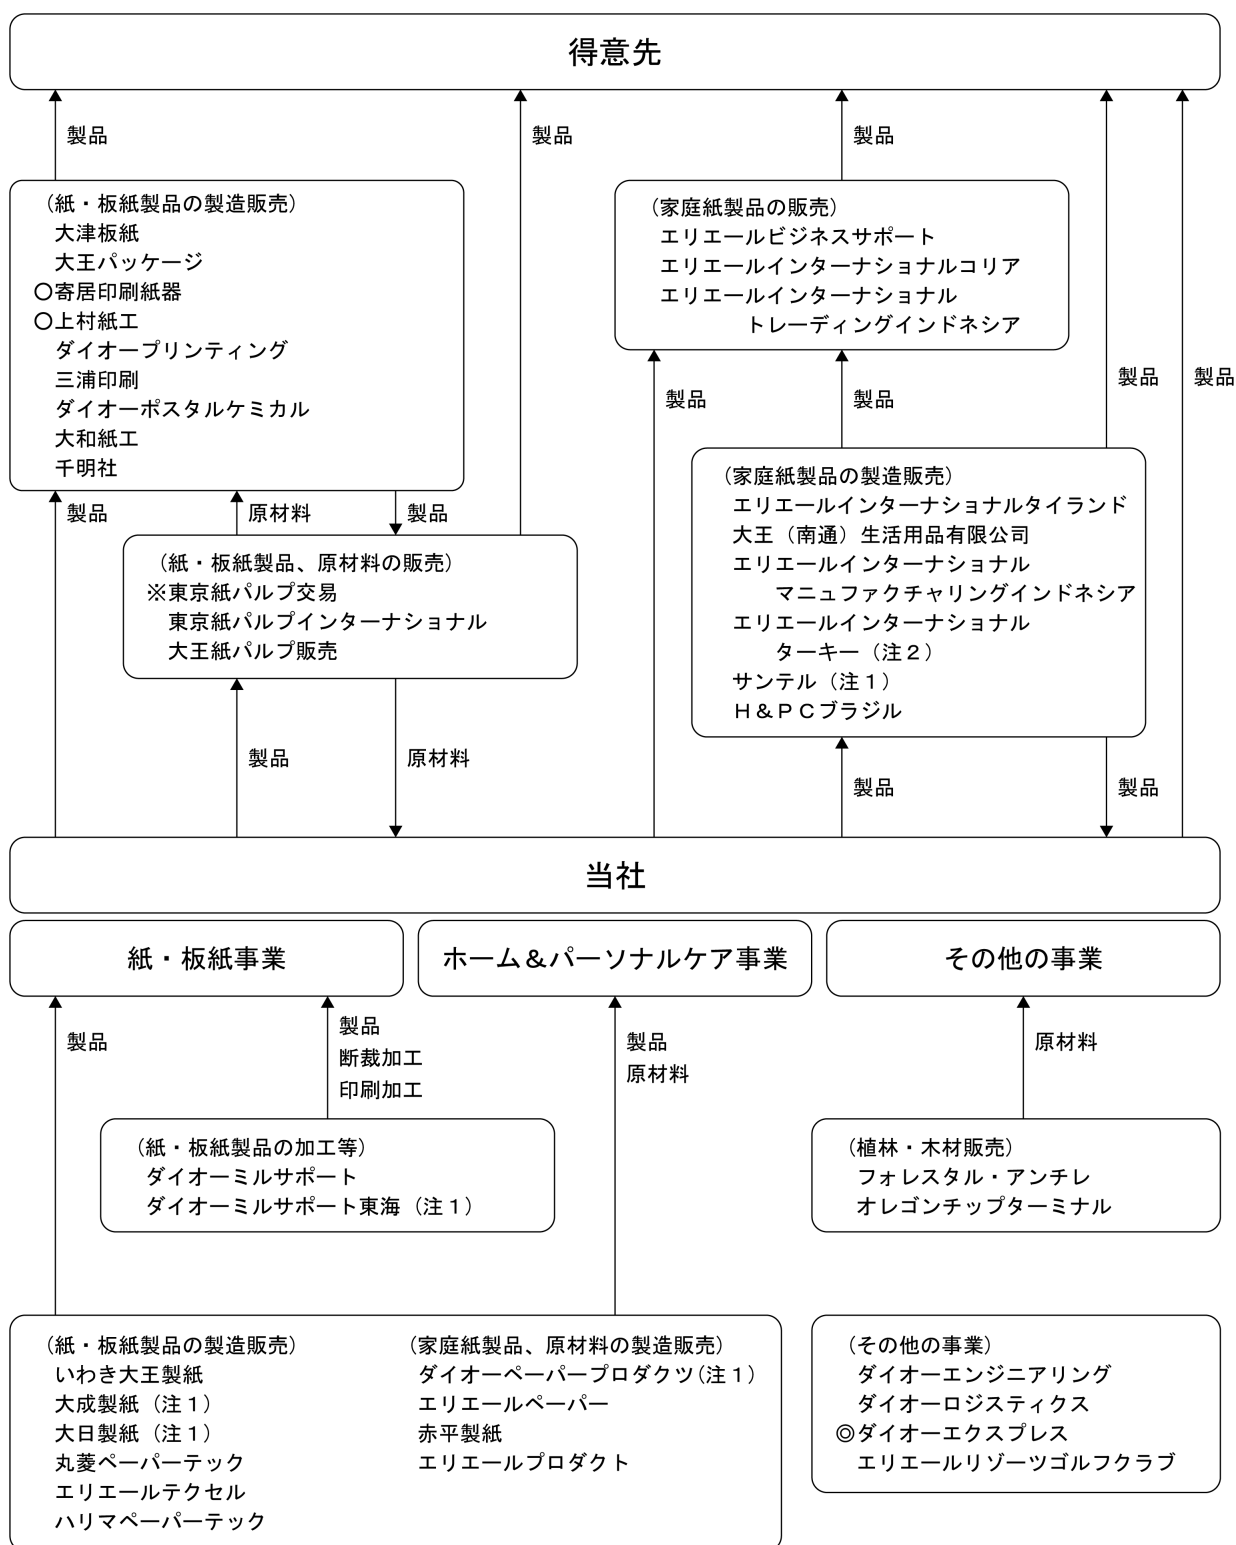 得意先
製品
製品
製品
製品
製品
（紙・板紙製品の製造販売）
大津板紙
大王パッケージ
〇寄居印刷紙器
〇上村紙工
ダイオープリンティング
三浦印刷
ダイオーポスタルケミカル
大和紙工
千明社
（家庭紙製品の販売）
エリエールビジネスサポート
エリエールインターナショナルコリア
エリエールインターナショナル
トレーディングインドネシア
製品
原材料
製品
製品
製品
（紙・板紙製品、原材料の販売）
※東京紙パルプ交易
東京紙パルプインターナショナル
大王紙パルプ販売
（家庭紙製品の製造販売）
エリエールインターナショナルタイランド
大王（南通）生活用品有限公司
エリエールインターナショナル
マニュファクチャリングインドネシア
エリエールインターナショナル
ターキー（注２）
サンテル（注１）
Ｈ＆ＰＣブラジル
製品
原材料
製品
製品
当社
紙・板紙事業
ホーム＆パーソナルケア事業
その他の事業
製品
製品
断裁加工
印刷加工
製品
原材料
原材料
（紙・板紙製品の加工等）
ダイオーミルサポート
ダイオーミルサポート東海（注１）
（植林・木材販売）
フォレスタル・アンチレ
オレゴンチップターミナル
（紙・板紙製品の製造販売）
いわき大王製紙
大成製紙（注１）
大日製紙（注１）
丸菱ペーパーテック
エリエールテクセル
ハリマペーパーテック
（家庭紙製品、原材料の製造販売）
ダイオーペーパープロダクツ（注１）
エリエールペーパー
赤平製紙
エリエールプロダクト
（その他の事業）
ダイオーエンジニアリング
ダイオーロジスティクス
◎ダイオーエクスプレス
エリエールリゾーツゴルフクラブ